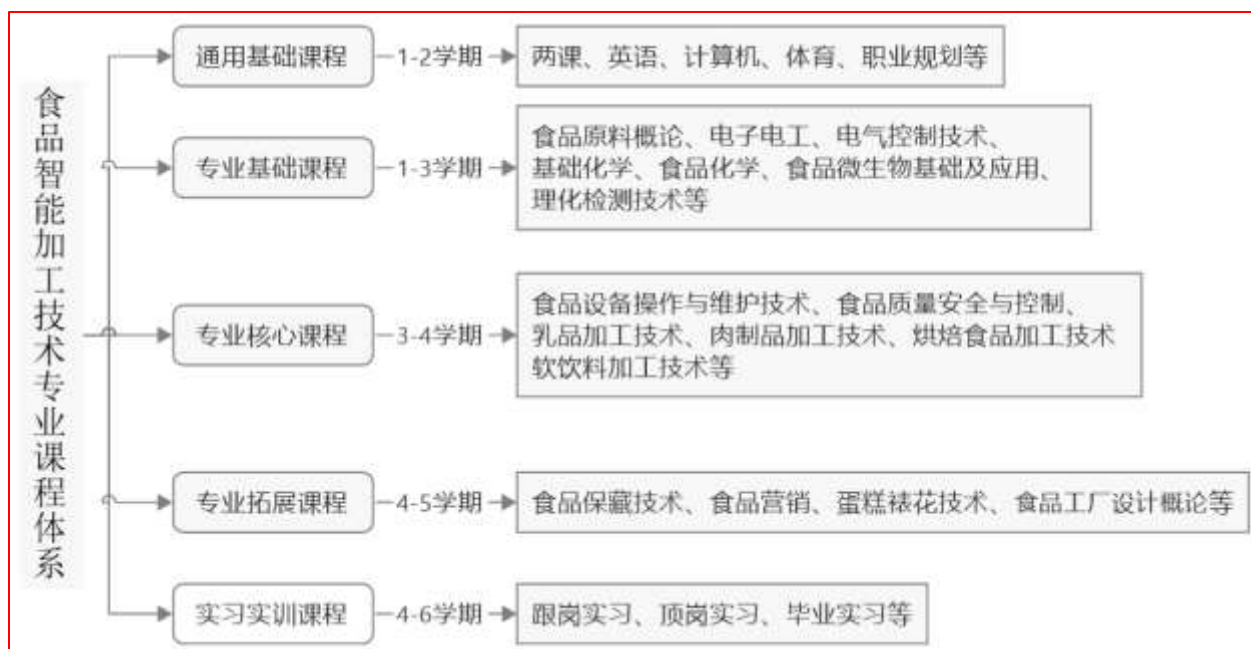 食品智能加工技术专业课程体系
通用基础课程
1-2学期
两课、英语、计算机、体育、职业规划等
专业基础课程
1-3学期
食品原料概论、电子电工、电气控制技术、
基础化学、食品化学、食品微生物基础及应用、
理化检测技术等
专业核心课程
3-4学期
食品设备操作与维护技术、食品质量安全与控制、
乳品加工技术、肉制品加工技术、烘焙食品加工技术
软饮料加工技术等
专业拓展课程
4-5学期
食品保藏技术、食品营销、蛋糕裱花技术、食品工厂设计概论等
实习实训课程
4-6学期
跟岗实习、顶岗实习、毕业实习等